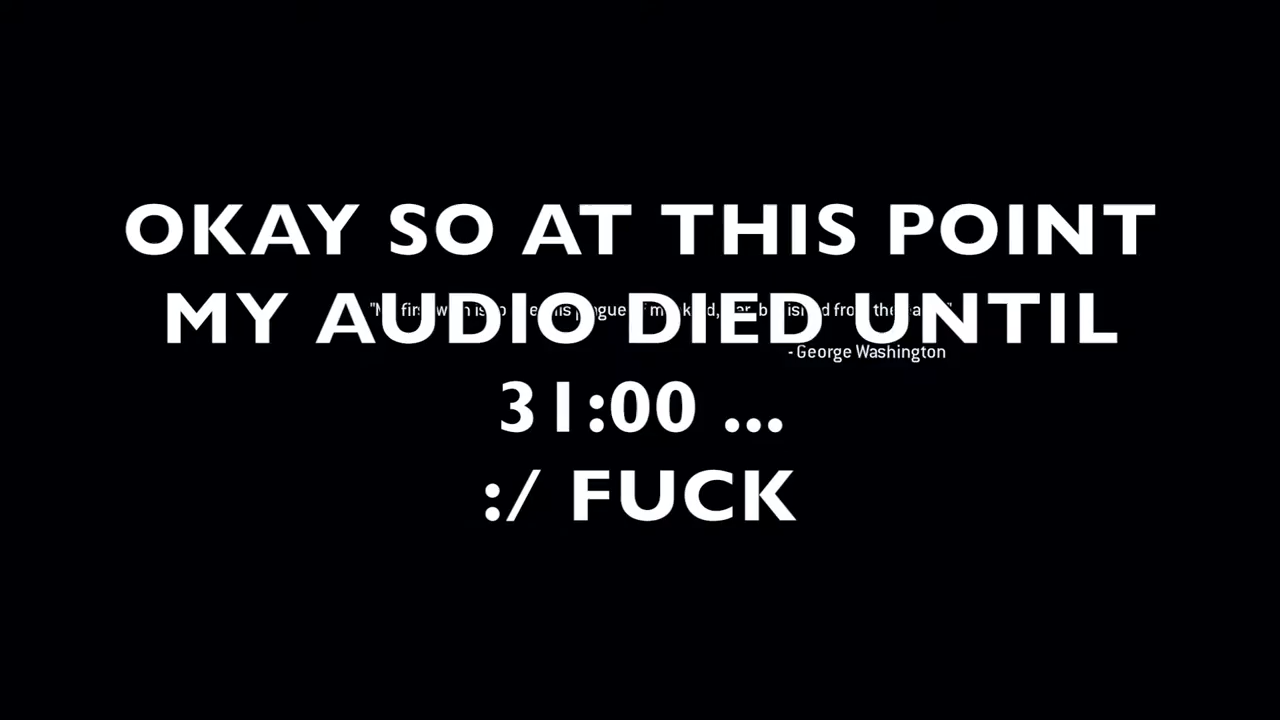 OKAY SO AT THIS POINT
MY AUDIO DIED UNTIL
- George Washington
31:00 ...
:/ FUCK